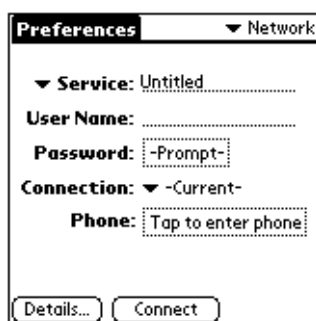 Preferences ▼ Network
▼ Service: Untitled
User Name:
Password: -Prompt-
Connection: ▼ -Current-
Phone: Tap to enter phone
Details... Connect